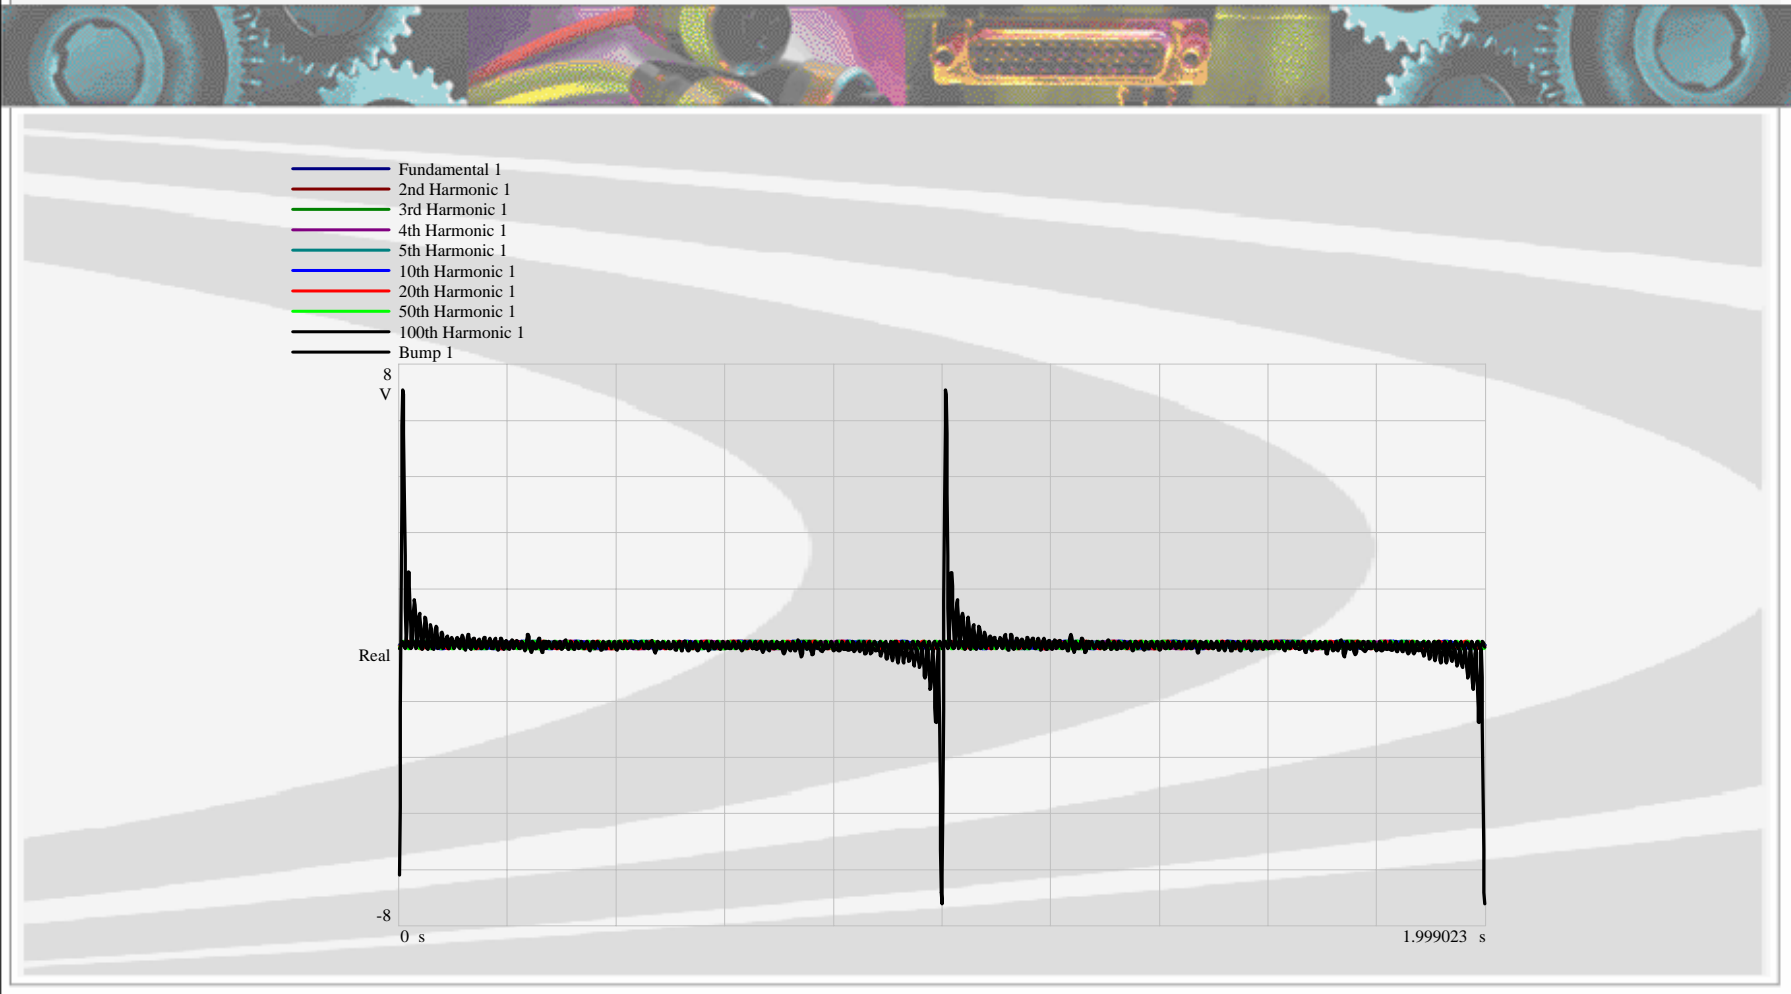 Fundamental 1
2nd Harmonic 1
3rd Harmonic 1
4th Harmonic 1
5th Harmonic 1
10th Harmonic 1
20th Harmonic 1
50th Harmonic 1
100th Harmonic 1
Bump 1
8
V
Real
-8
0 s
1.999023 s